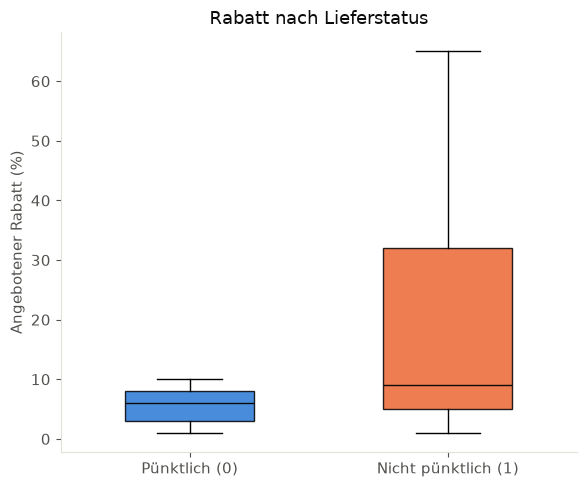 Rabatt nach Lieferstatus
Angebotener Rabatt (%)
60
50
40
30
20
10
0
Pünktlich (0)
Nicht pünktlich (1)